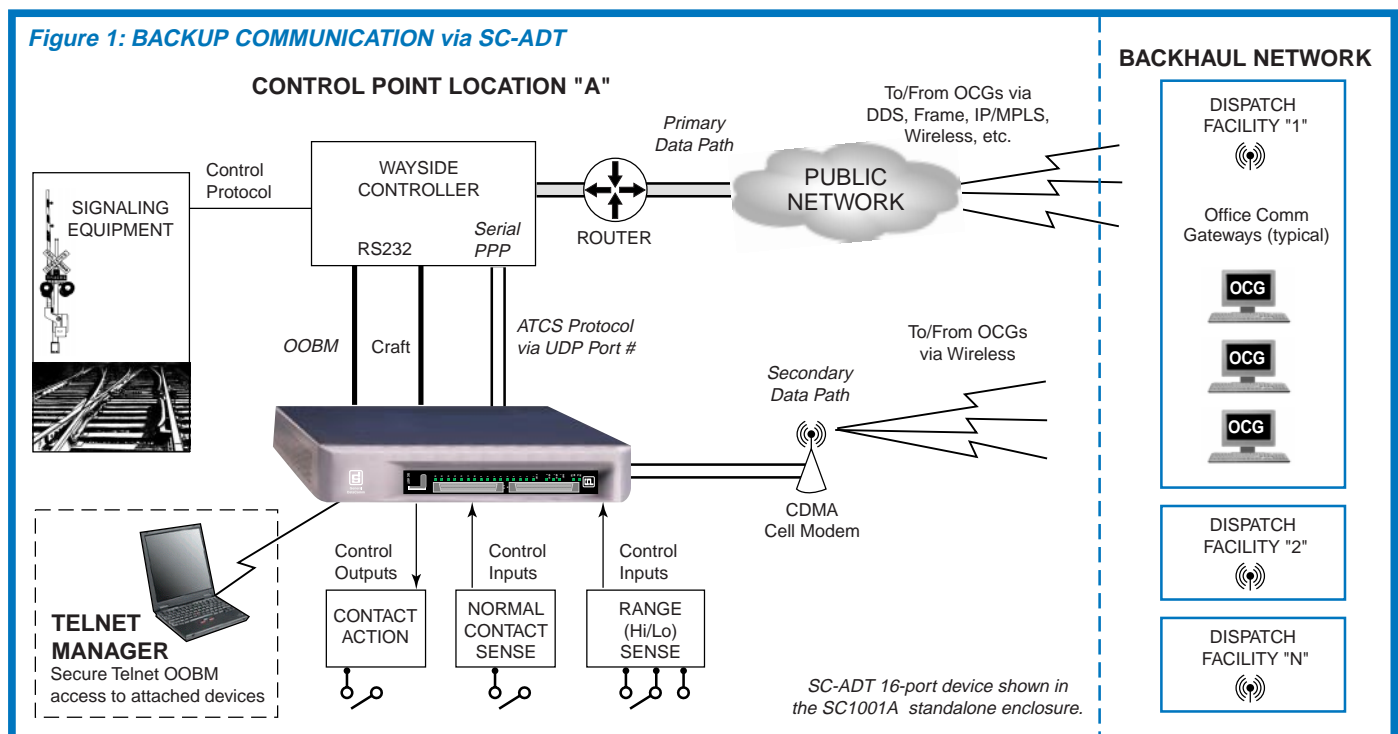 Figure 1: BACKUP COMMUNICATION via SC-ADT
CONTROL POINT LOCATION "A"
SIGNALING
EQUIPMENT
Control
Protocol
WAYSIDE
CONTROLLER
RS232
Serial
PPP
ROUTER
Primary
Data Path
PUBLIC
NETWORK
To/From OCGs via
DDS, Frame, IP/MPLS,
Wireless, etc.
OOBM
Craft
ATCS Protocol
via UDP Port #
Secondary
Data Path
To/From OCGs
via Wireless
CDMA
Cell Modem
TELNET
MANAGER
Secure Telnet OOBM
access to attached devices
Control
Outputs
CONTACT
ACTION
Control
Inputs
NORMAL
CONTACT
SENSE
Control
Inputs
RANGE
(Hi/Lo)
SENSE
SC-ADT 16-port device shown in
the SC1001A standalone enclosure.
BACKHAUL NETWORK
DISPATCH
FACILITY "1"
Office Comm
Gateways (typical)
OCG
OCG
OCG
DISPATCH
FACILITY "2"
DISPATCH
FACILITY "N"